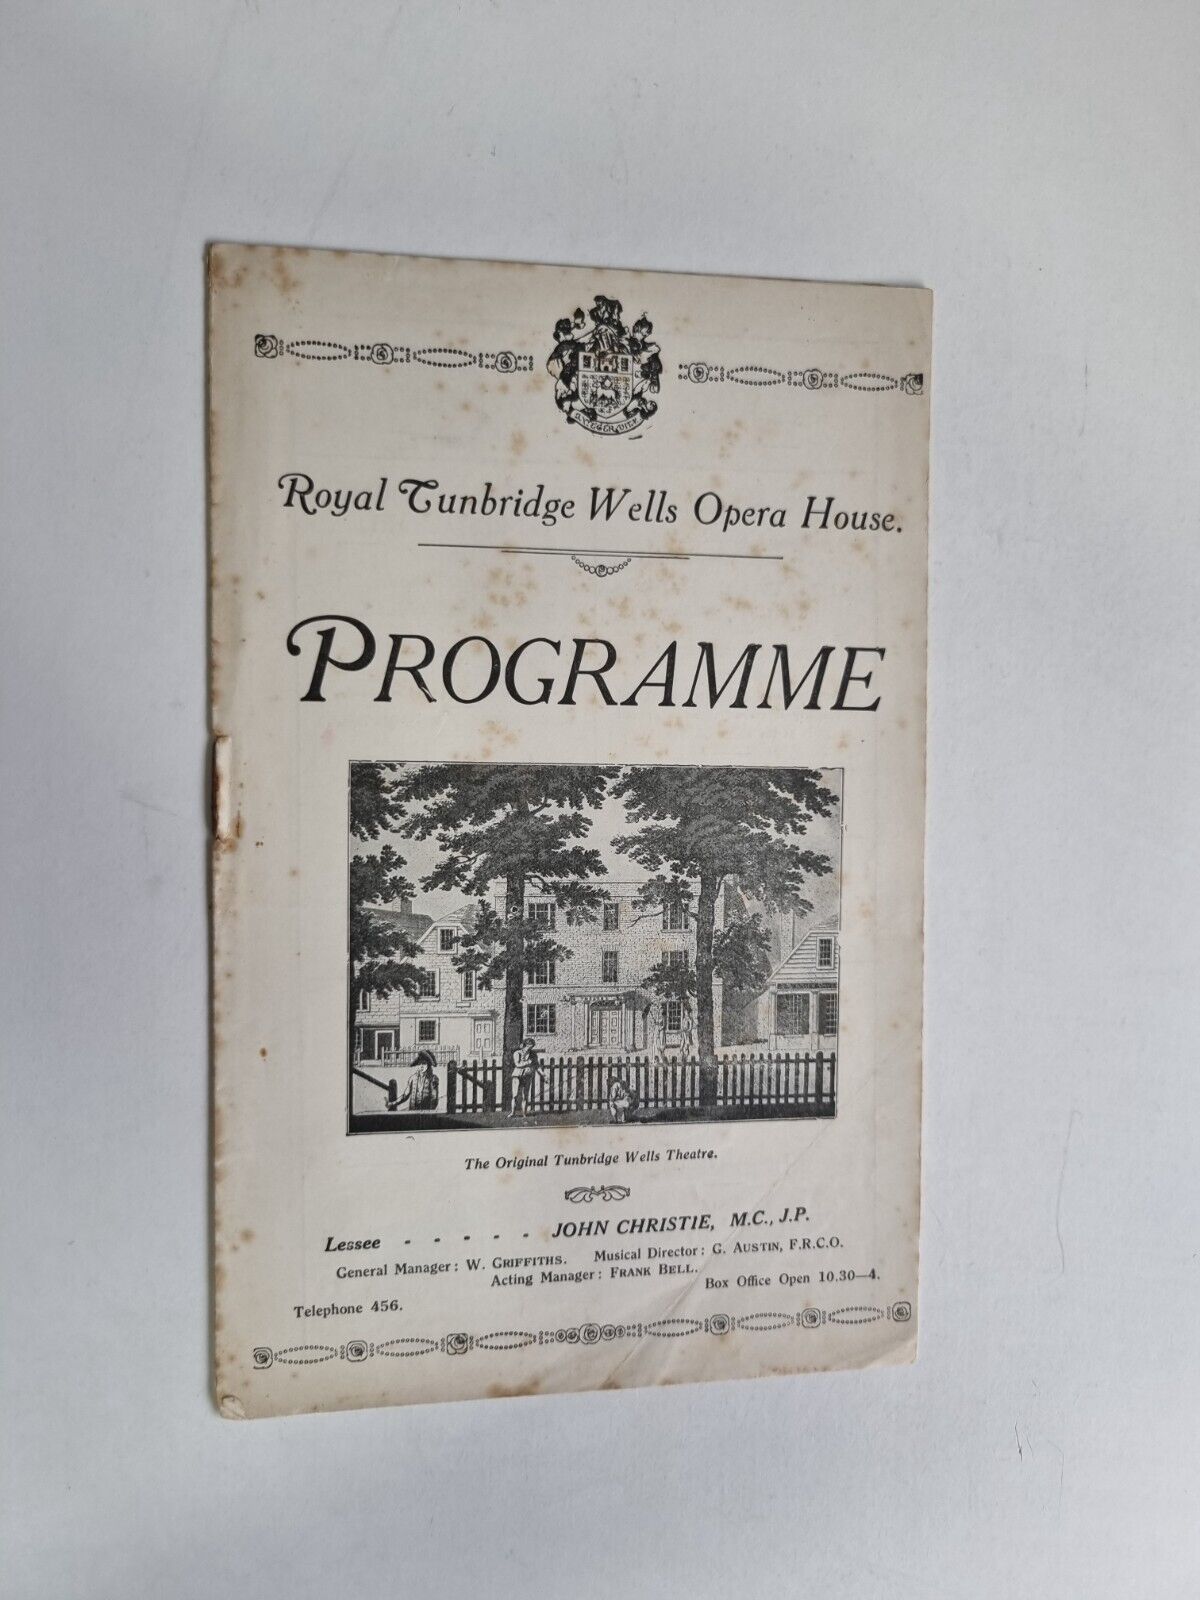 Royal Tunbridge Wells Opera House.
PROGRAMME
The Original Tunbridge Wells Theatre.
Lessee - - - - - JOHN CHRISTIE, M.C., J.P.
General Manager: W. GRIFFITHS. Musical Director: G. AUSTIN, F.R.C.O.
Acting Manager: FRANK BELL.
Telephone 456. Box Office Open 10.30—4.